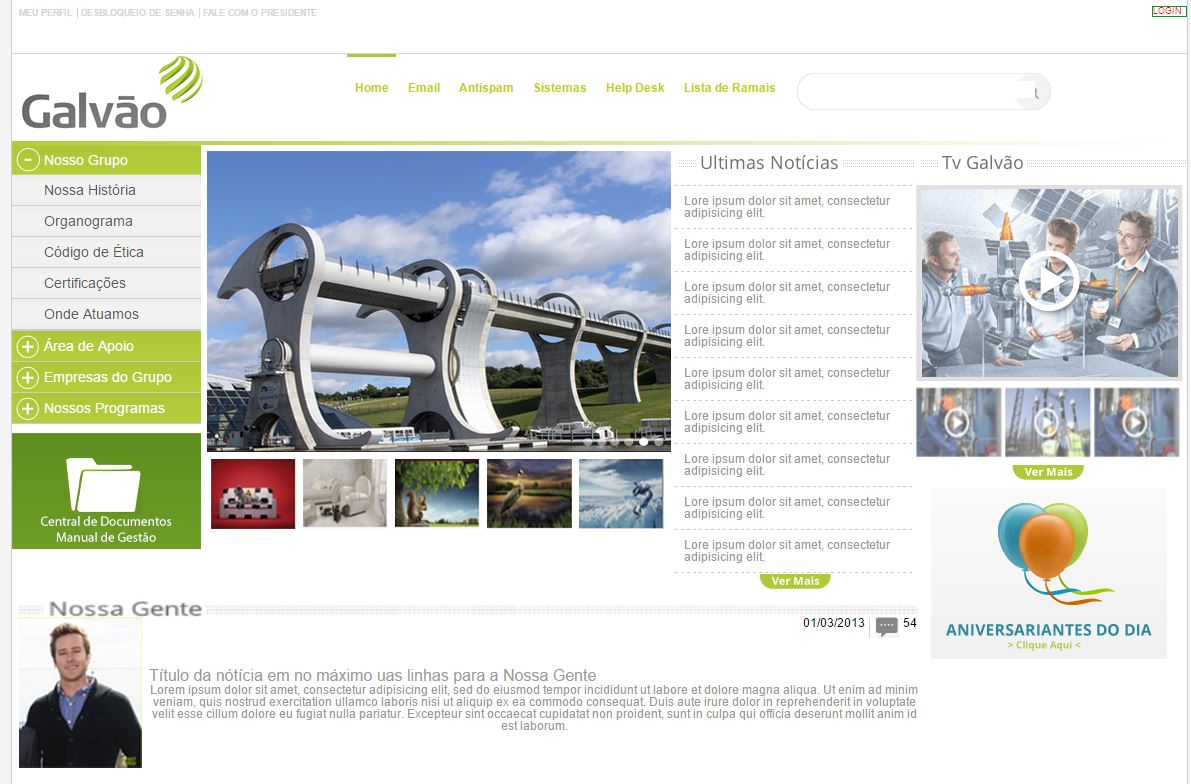 MEU PERFIL | DESBLOQUEIO DE SENHA | FALE COM O PRESIDENTE
LOGIN
Galvão
Home Email Antispam Sistemas Help Desk Lista de Ramais
Nosso Grupo
Nossa História
Organograma
Código de Ética
Certificações
Onde Atuamos
Área de Apoio
Empresas do Grupo
Nossos Programas
Central de Documentos
Manual de Gestão
Ultimas Notícias
Lorem ipsum dolor sit amet, consectetur
adipisicing elit.
Lorem ipsum dolor sit amet, consectetur
adipisicing elit.
Lorem ipsum dolor sit amet, consectetur
adipisicing elit.
Lorem ipsum dolor sit amet, consectetur
adipisicing elit.
Lorem ipsum dolor sit amet, consectetur
adipisicing elit.
Lorem ipsum dolor sit amet, consectetur
adipisicing elit.
Lorem ipsum dolor sit amet, consectetur
adipisicing elit.
Lorem ipsum dolor sit amet, consectetur
adipisicing elit.
Lorem ipsum dolor sit amet, consectetur
adipisicing elit.
Ver Mais
Tv Galvão
Ver Mais
ANIVERSARIANTES DO DIA
> Clique Aqui <
Nossa Gente
01/03/2013 54
Título da nótícia em no máximo uas linhas para a Nossa Gente
Lorem ipsum dolor sit amet, consectetur adipisicing elit, sed do eiusmod tempor incididunt ut labore et dolore magna aliqua. Ut enim ad minim
veniam, quis nostrud exercitation ullamco laboris nisi ut aliquip ex ea commodo consequat. Duis aute irure dolor in reprehenderit in voluptate
velit esse cillum dolore eu fugiat nulla pariatur. Excepteur sint occaecat cupidatat non proident, sunt in culpa qui officia deserunt mollit anim id
est laborum.